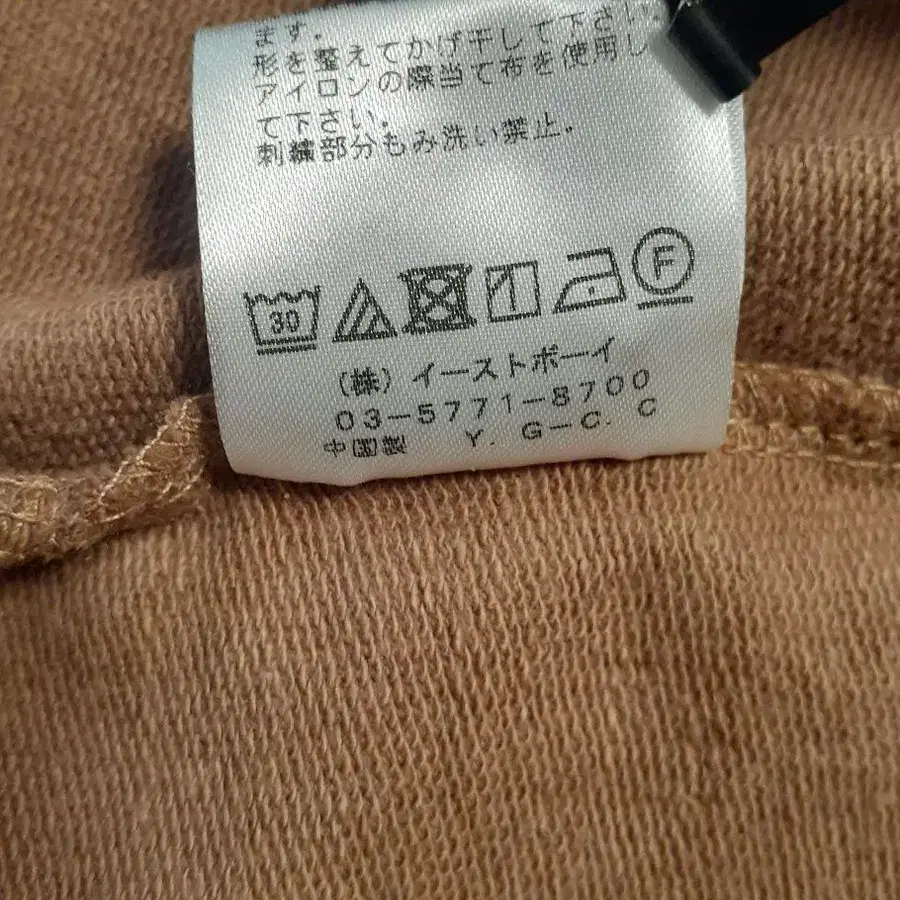 ます。
形を整えてかげ干して下さい。
アイロンの際当て布を使用し
て下さい。
刺繍部分もみ洗い禁止。
30
F
(株)イーストボーイ
03-5771-8700
中国製 Y. G-C. C